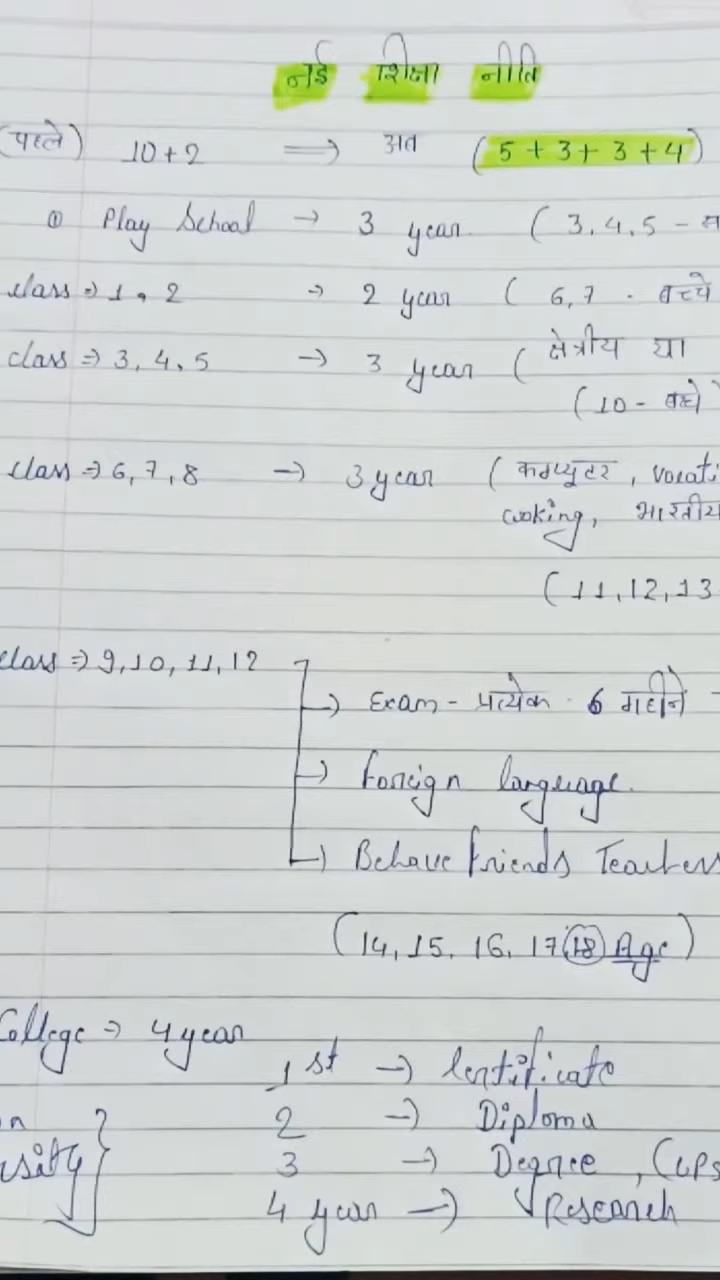 नई शिक्षा नीति
(पहले) 10+2 ⇒ अब (5 + 3 + 3 + 4)
① Play School → 3 year (3, 4, 5 -
class ⇒ 1, 2 → 2 year (6, 7 - बच्चे
class ⇒ 3, 4, 5 → 3 year (क्षेत्रीय या
(10 - बच्चे
class ⇒ 6, 7, 8 → 3 year (कम्प्यूटर, vocati
cooking, भारतीय
(11, 12, 13
class ⇒ 9, 10, 11, 12
→ Exam - प्रत्येक 6 महीने
→ Foreign language.
→ Behave friends Teachers
(14, 15, 16, 17 18 Age)
College ⇒ 4 year
1st → Certificate
2 → Diploma
rsity } 3 → Degree, (UPS
4 year → Research